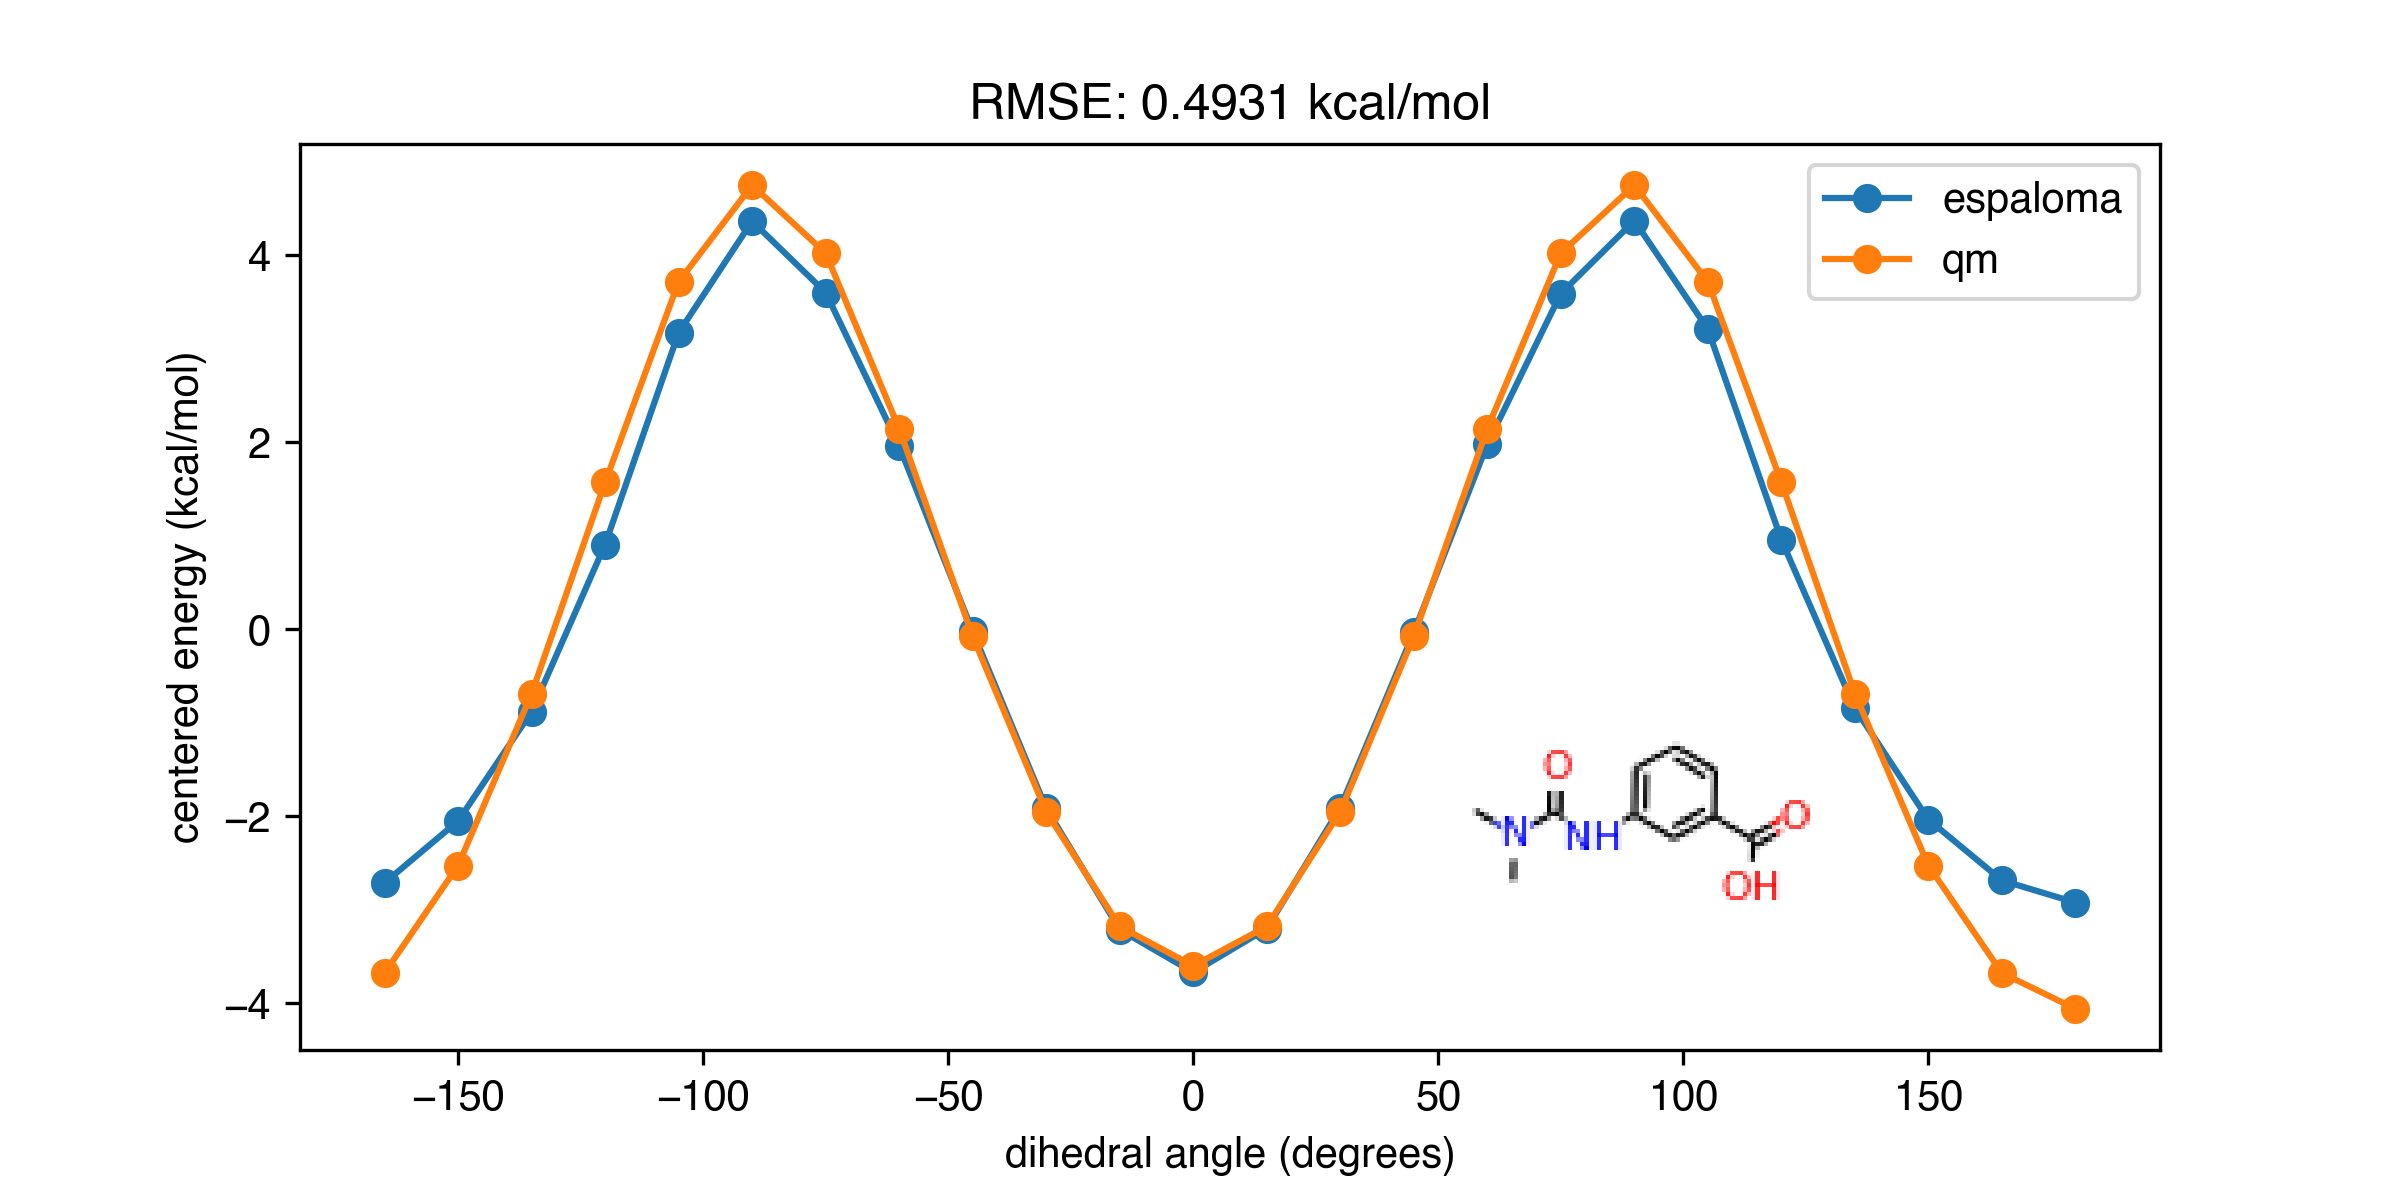 RMSE: 0.4931 kcal/mol
espaloma
qm
4
2
0
−2
−4
centered energy (kcal/mol)
O
N
NH
O
OH
−150
−100
−50
0
50
100
150
dihedral angle (degrees)